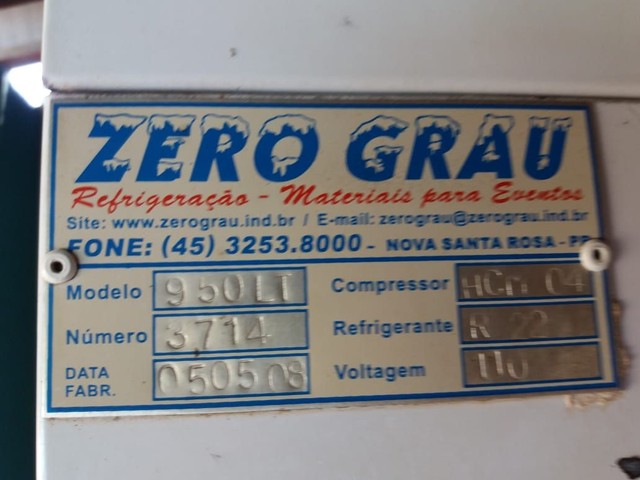 ZERO GRAU
Refrigeração - Materiais para Eventos
Site: www.zerograu.ind.br / E-mail: zerograu@zerograu.ind.br
FONE: (45) 3253.8000 - NOVA SANTA ROSA - PR
Modelo 950LT
Número 3714
DATA FABR. 050508
Compressor 04
Refrigerante R 22
Voltagem 110